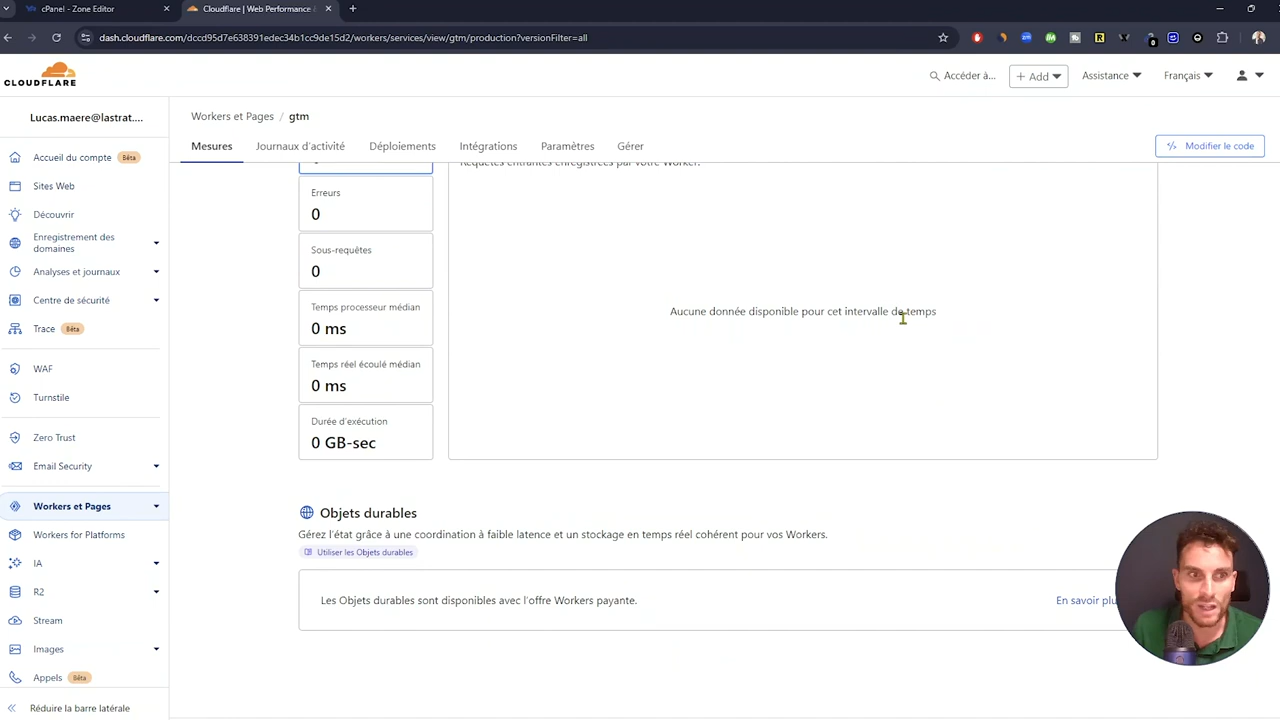 cPanel - Zone Editor
Cloudflare | Web Performance
dash.cloudflare.com/dccd95d7e638391edec34b1cc9de15d2/workers/services/view/gtm/production?versionFilter=all
CLOUDFLARE
Accéder à...
Add
Assistance
Français
Lucas.maere@lastrat....
Workers et Pages / gtm
Mesures
Journaux d'activité
Déploiements
Intégrations
Paramètres
Gérer
Modifier le code
Accueil du compte Bêta
Sites Web
Découvrir
Enregistrement des
domaines
Analyses et journaux
Centre de sécurité
Trace Bêta
WAF
Turnstile
Zero Trust
Email Security
Workers et Pages
Workers for Platforms
IA
R2
Stream
Images
Appels Bêta
Réduire la barre latérale
Requêtes entrantes enregistrées par votre Worker.
Erreurs
0
Sous-requêtes
0
Temps processeur médian
0 ms
Temps réel écoulé médian
0 ms
Durée d'exécution
0 GB-sec
Aucune donnée disponible pour cet intervalle de temps
Objets durables
Gérez l'état grâce à une coordination à faible latence et un stockage en temps réel cohérent pour vos Workers.
Utiliser les Objets durables
Les Objets durables sont disponibles avec l'offre Workers payante.
En savoir plu